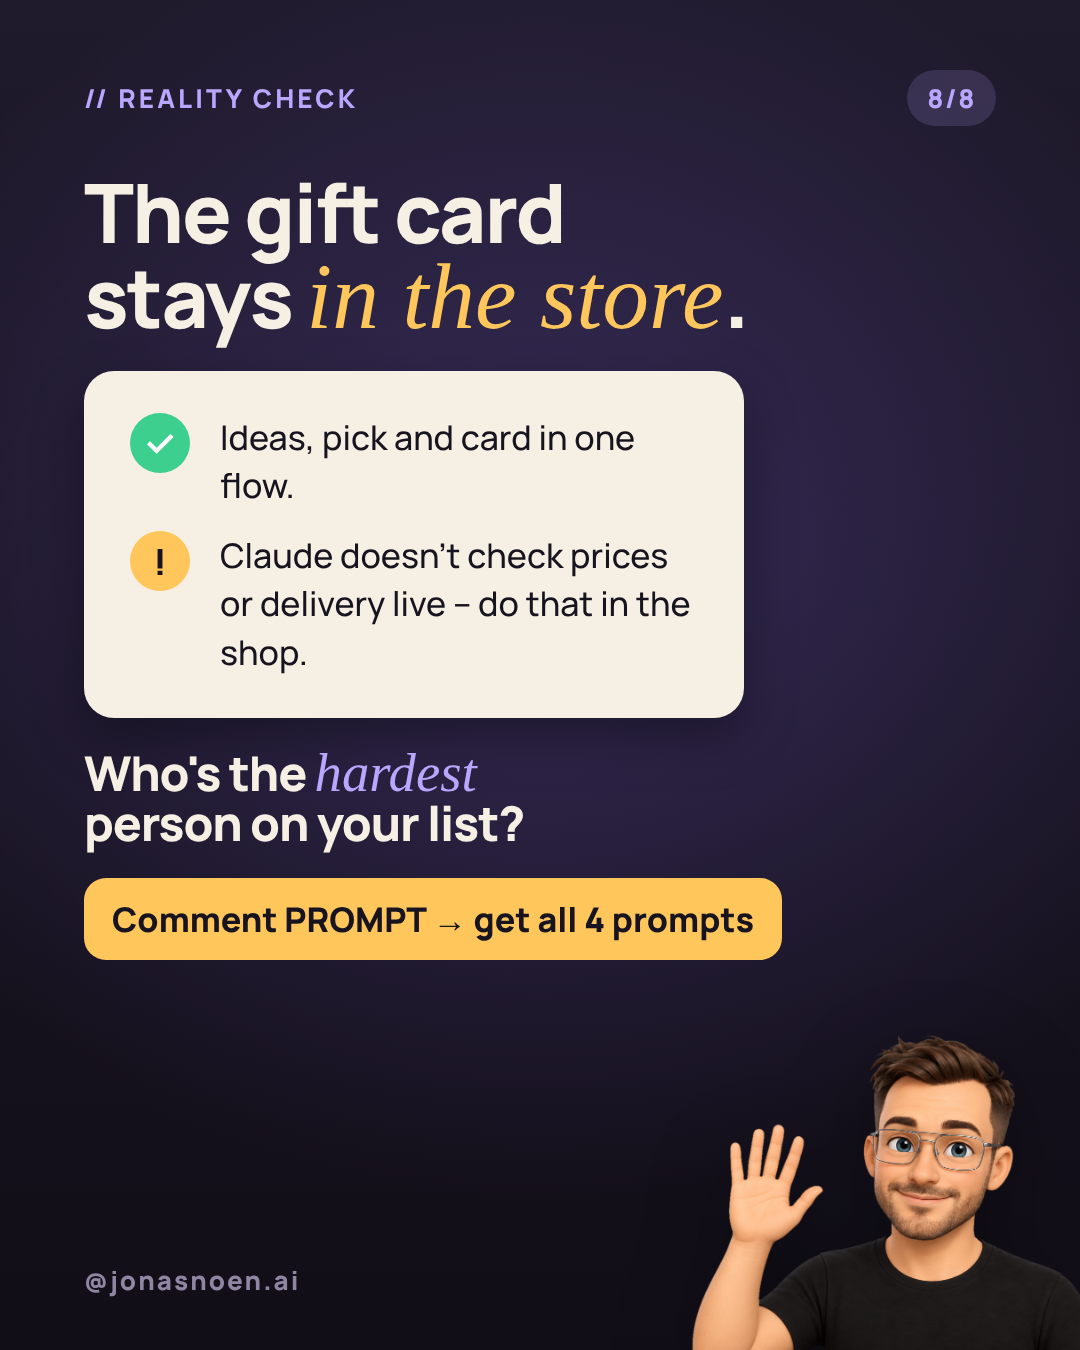 // REALITY CHECK
8/8
The gift card
stays in the store.
Ideas, pick and card in one
flow.
!
Claude doesn’t check prices
or delivery live – do that in the
shop.
Who's the hardest
person on your list?
Comment PROMPT → get all 4 prompts
@jonasnoen.ai